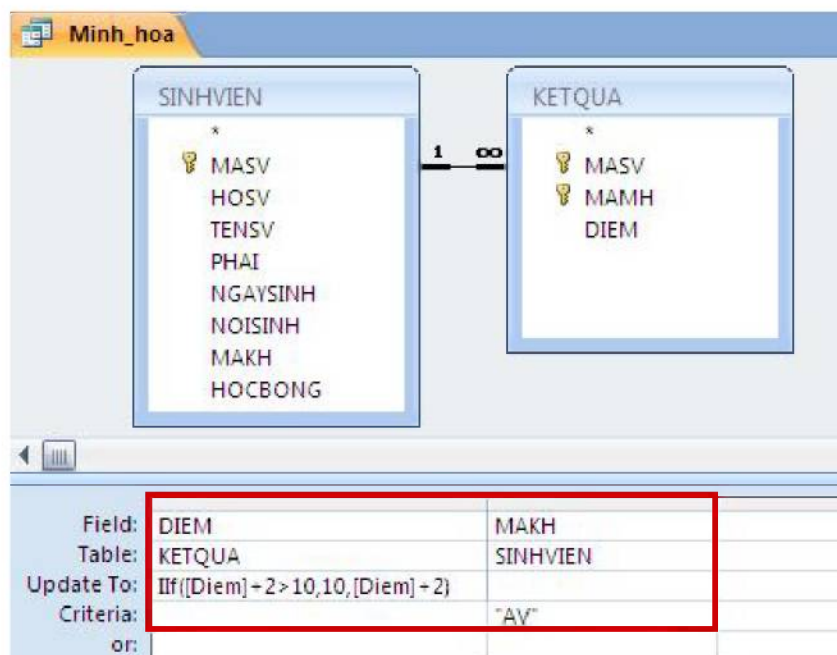 Minh_hoa
SINHVIEN
*
MASV
HOSV
TENSV
PHAI
NGAYSINH
NOISINH
MAKH
HOCBONG
1 ∞
KETQUA
*
MASV
MAMH
DIEM
Field: DIEM MAKH
Table: KETQUA SINHVIEN
Update To: IIf([Diem]+2>10,10,[Diem]+2)
Criteria: "AV"
or: